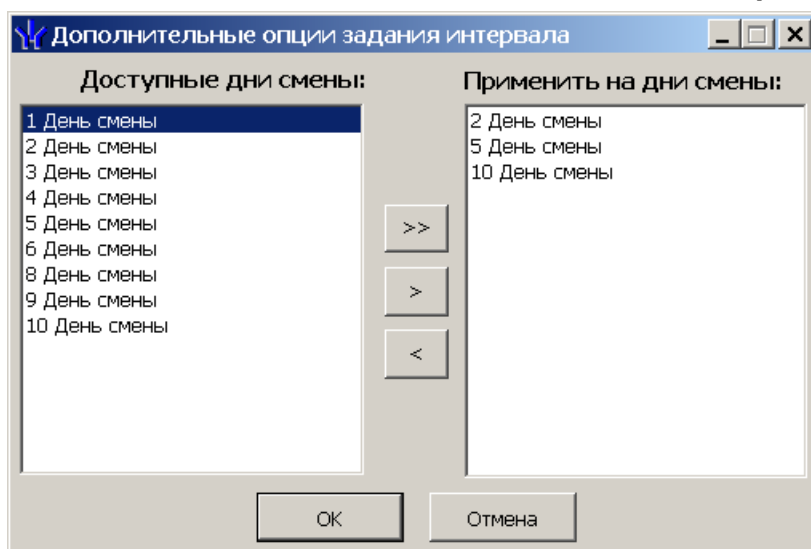 Дополнительные опции задания интервала
Доступные дни смены:
1 День смены
2 День смены
3 День смены
4 День смены
5 День смены
6 День смены
8 День смены
9 День смены
10 День смены
>>
>
<
Применить на дни смены:
2 День смены
5 День смены
10 День смены
OK
Отмена